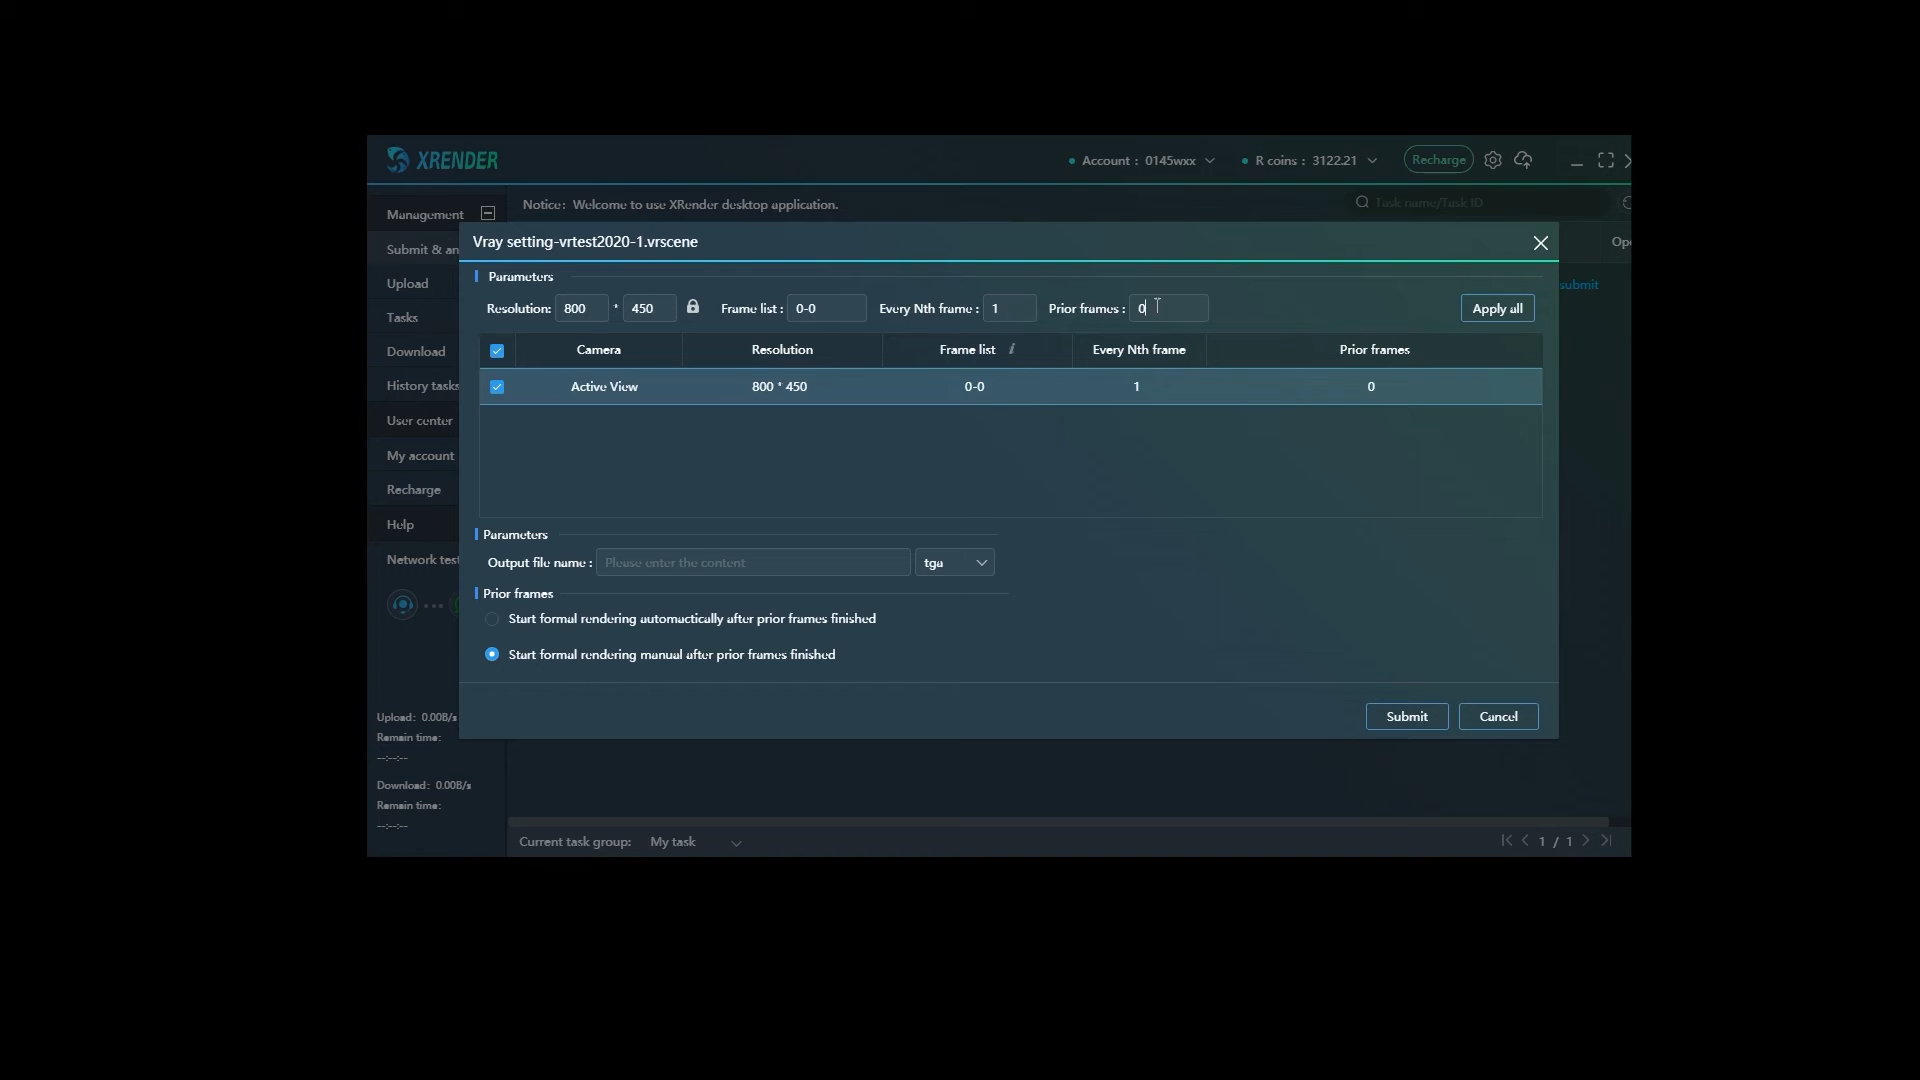 XRENDER
Account : 0145wxx
R coins : 3122.21
Recharge
Management
Notice: Welcome to use XRender desktop application.
Task name/Task ID
Submit & an
Vray setting-vrtest2020-1.vrscene
Ope
Upload
Parameters
submit
Tasks
Resolution: 800 * 450
Frame list : 0-0
Every Nth frame : 1
Prior frames : 0
Apply all
Download
Camera Resolution Frame list i Every Nth frame Prior frames
History tasks
Active View 800 * 450 0-0 1 0
User center
My account
Recharge
Help
Parameters
Network test
Output file name : Please enter the content tga
Prior frames
Start formal rendering automactically after prior frames finished
Start formal rendering manual after prior frames finished
Upload: 0.00B/s
Submit
Cancel
Remain time:
--:--:--
Download: 0.00B/s
Remain time:
--:--:--
Current task group: My task
1 / 1